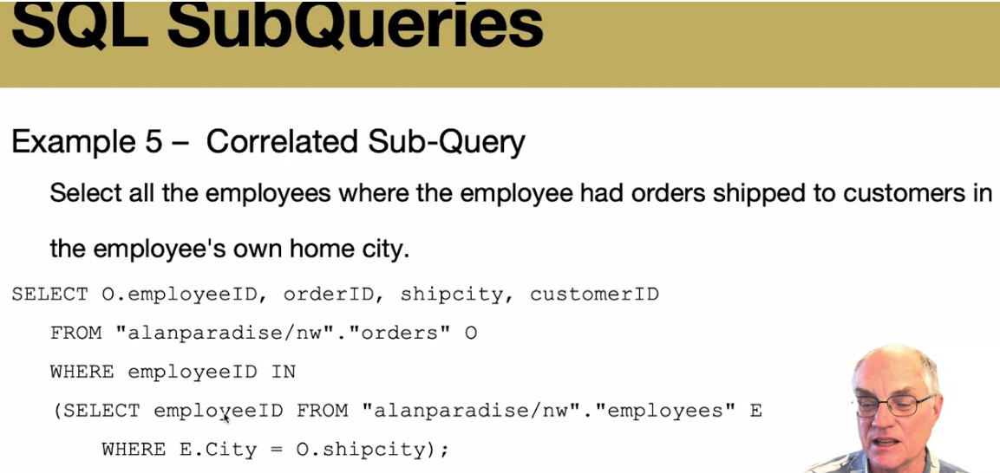 SQL SubQueries
Example 5 – Correlated Sub-Query
Select all the employees where the employee had orders shipped to customers in
the employee's own home city.
SELECT O.employeeID, orderID, shipcity, customerID
FROM "alanparadise/nw"."orders" O
WHERE employeeID IN
(SELECT employeeID FROM "alanparadise/nw"."employees" E
WHERE E.City = O.shipcity);